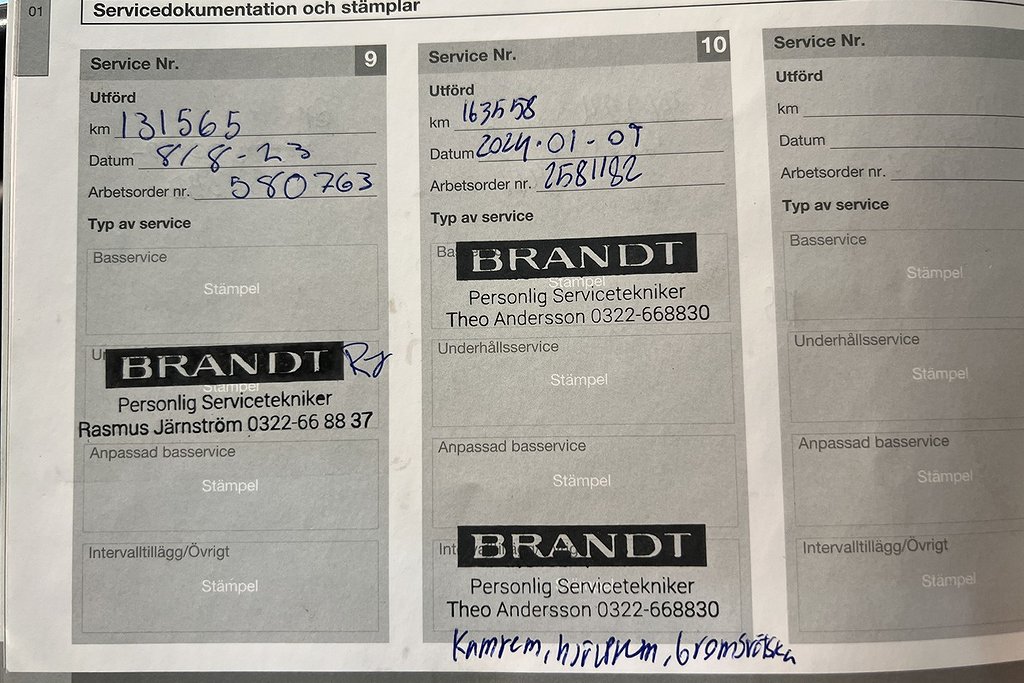 01
Servicedokumentation och stämplar
Service Nr. 9
Utförd
km 131565
Datum 8/8-23
Arbetsorder nr. 580763
Typ av service
Basservice
Stämpel
BRANDT
Stämpel
Personlig Servicetekniker
Rasmus Järnström 0322-66 88 37
Anpassad basservice
Stämpel
Intervalltillägg/Övrigt
Stämpel
Service Nr. 10
Utförd
km 163558
Datum 2024-01-09
Arbetsorder nr. 2581182
Typ av service
BRANDT
Stämpel
Personlig Servicetekniker
Theo Andersson 0322-668830
Underhållsservice
Stämpel
Anpassad basservice
Stämpel
BRANDT
Personlig Servicetekniker
Theo Andersson 0322-668830
Kamrem, hjälprem, bromsvätska
Service Nr.
Utförd
km
Datum
Arbetsorder nr.
Typ av service
Basservice
Stämpel
Underhållsservice
Stämpel
Anpassad basservice
Stämpel
Intervalltillägg/Övrigt
Stämpel